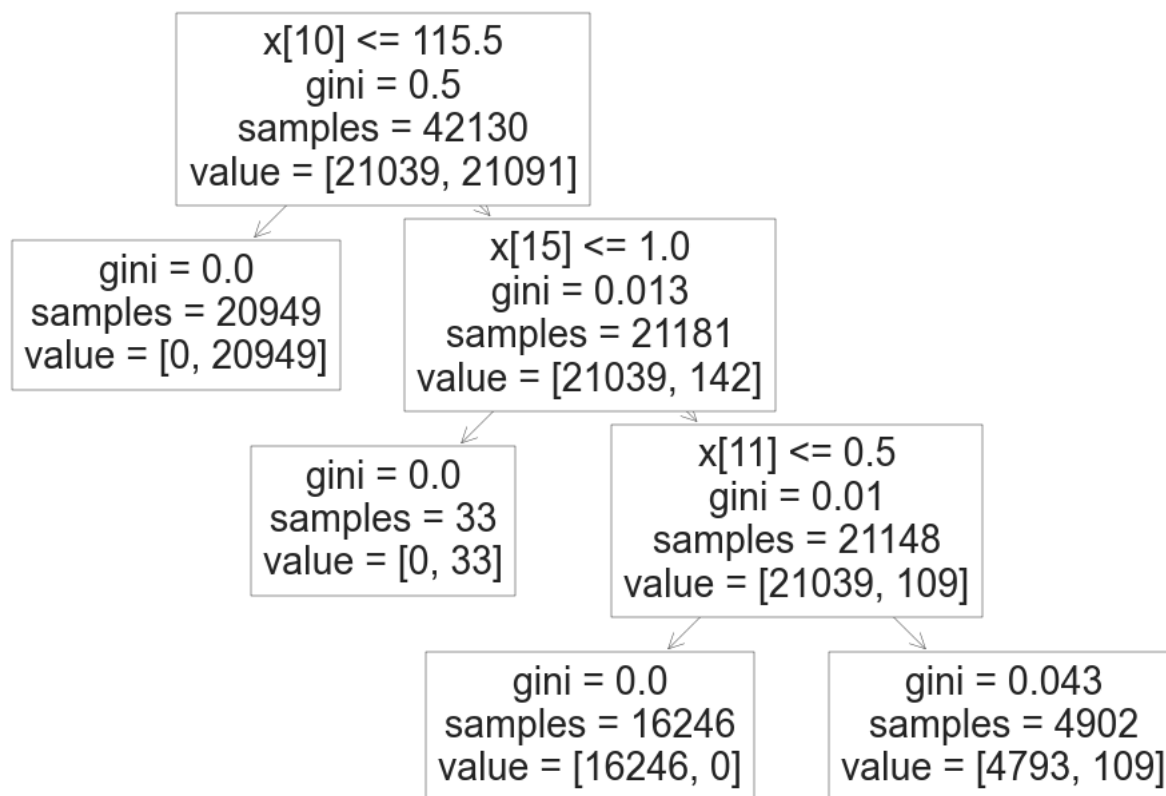 x[10] <= 115.5
gini = 0.5
samples = 42130
value = [21039, 21091]
gini = 0.0
samples = 20949
value = [0, 20949]
x[15] <= 1.0
gini = 0.013
samples = 21181
value = [21039, 142]
gini = 0.0
samples = 33
value = [0, 33]
x[11] <= 0.5
gini = 0.01
samples = 21148
value = [21039, 109]
gini = 0.0
samples = 16246
value = [16246, 0]
gini = 0.043
samples = 4902
value = [4793, 109]